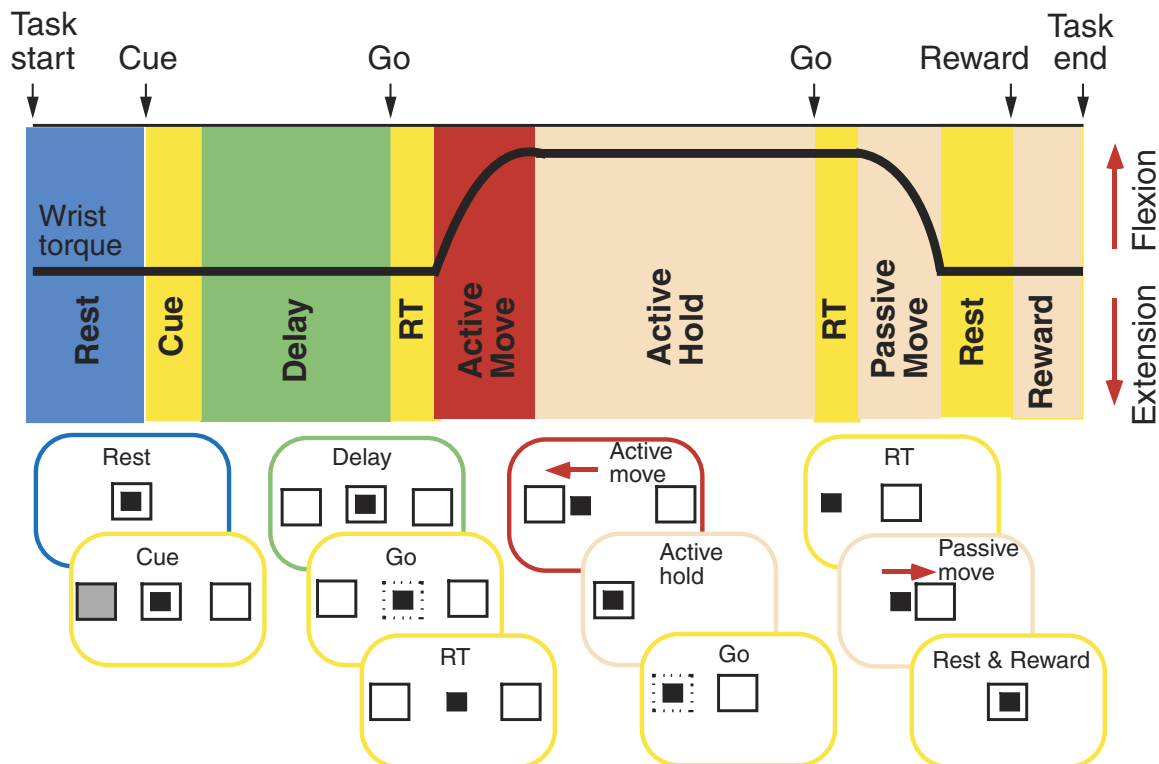 Task
start
Cue
Go
Go
Reward
Task
end
Wrist
torque
Rest
Cue
Delay
RT
Active
Move
Active
Hold
RT
Passive
Move
Rest
Reward
Flexion
Extension
Rest
Cue
Delay
Go
RT
Active
move
Active
hold
Go
RT
Passive
move
Rest & Reward